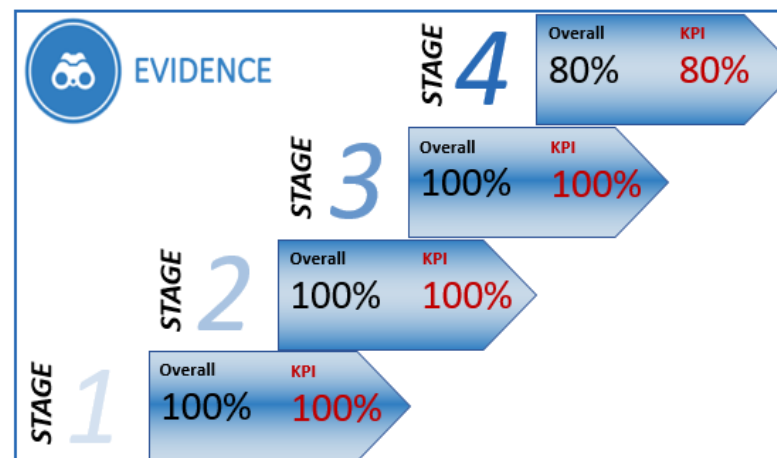 EVIDENCE
STAGE 4
Overall KPI
80% 80%
STAGE 3
Overall KPI
100% 100%
STAGE 2
Overall KPI
100% 100%
STAGE 1
Overall KPI
100% 100%